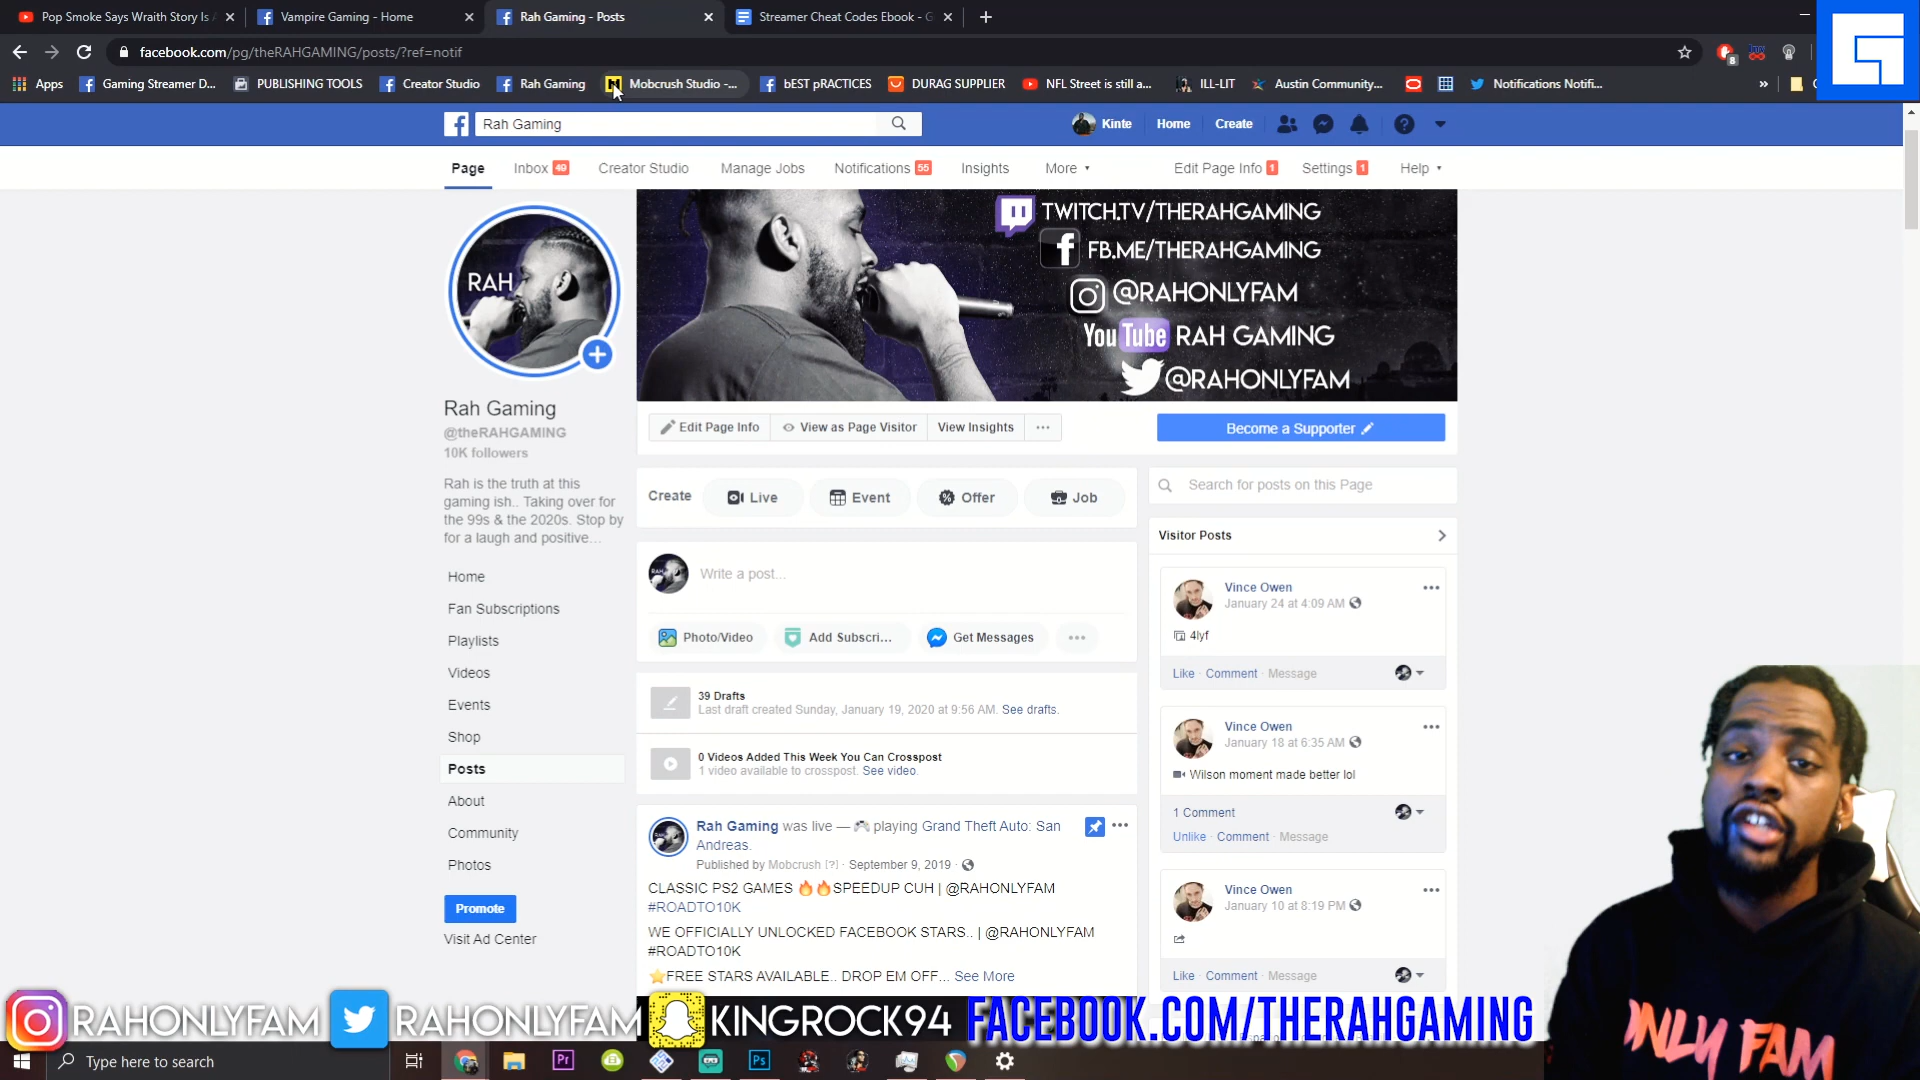 Pop Smoke Says Wraith Story Is
Vampire Gaming - Home
Rah Gaming - Posts
Streamer Cheat Codes Ebook - G
facebook.com/pg/theRAHGAMING/posts/?ref=notif
8
Apps
Gaming Streamer D...
PUBLISHING TOOLS
Creator Studio
Rah Gaming
Mobcrush Studio -...
bEST pRACTICES
DURAG SUPPLIER
NFL Street is still a...
ILL-LIT
Austin Community...
Notifications Notifi...
Rah Gaming
Kinte
Home
Create
Page
Inbox 49
Creator Studio
Manage Jobs
Notifications 55
Insights
More
Edit Page Info 1
Settings 1
Help
RAH
TWITCH.TV/THERAHGAMING
FB.ME/THERAHGAMING
@RAHONLYFAM
YouTube RAH GAMING
@RAHONLYFAM
Rah Gaming
@theRAHGAMING
10K followers
Rah is the truth at this
gaming ish.. Taking over for
the 99s & the 2020s. Stop by
for a laugh and positive...
Home
Fan Subscriptions
Playlists
Videos
Events
Shop
Posts
About
Community
Photos
Promote
Visit Ad Center
Edit Page Info
View as Page Visitor
View Insights
...
Become a Supporter
Create
Live
Event
Offer
Job
Write a post...
Photo/Video
Add Subscri...
Get Messages
39 Drafts
Last draft created Sunday, January 19, 2020 at 9:56 AM. See drafts.
0 Videos Added This Week You Can Crosspost
1 video available to crosspost. See video.
Rah Gaming was live — 🎮 playing Grand Theft Auto: San
Andreas.
Published by Mobcrush [?] · September 9, 2019 ·
CLASSIC PS2 GAMES 🔥🔥SPEEDUP CUH | @RAHONLYFAM
#ROADTO10K
WE OFFICIALLY UNLOCKED FACEBOOK STARS.. | @RAHONLYFAM
#ROADTO10K
⭐FREE STARS AVAILABLE.. DROP EM OFF... See More
Search for posts on this Page
Visitor Posts
Vince Owen
January 24 at 4:09 AM
4lyf
Like · Comment · Message
Vince Owen
January 18 at 6:35 AM
Wilson moment made better lol
1 Comment
Unlike · Comment · Message
Vince Owen
January 10 at 8:19 PM
Like · Comment · Message
RAHONLYFAM
RAHONLYFAM
KINGROCK94
FACEBOOK.COM/THERAHGAMING
Type here to search
Pr
Ps
ONLY FAM